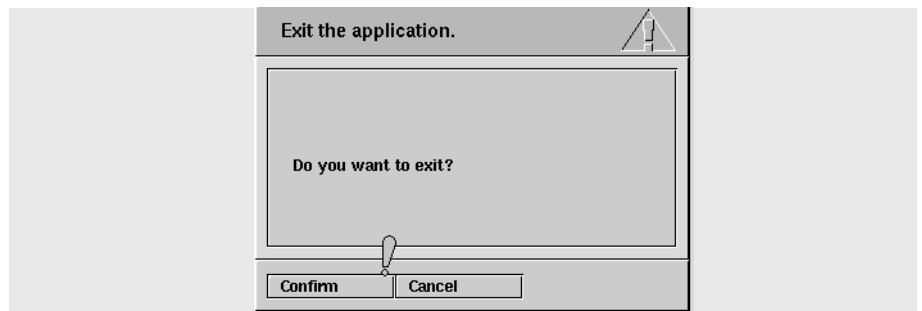 Exit the application.
Do you want to exit?
Confirm
Cancel